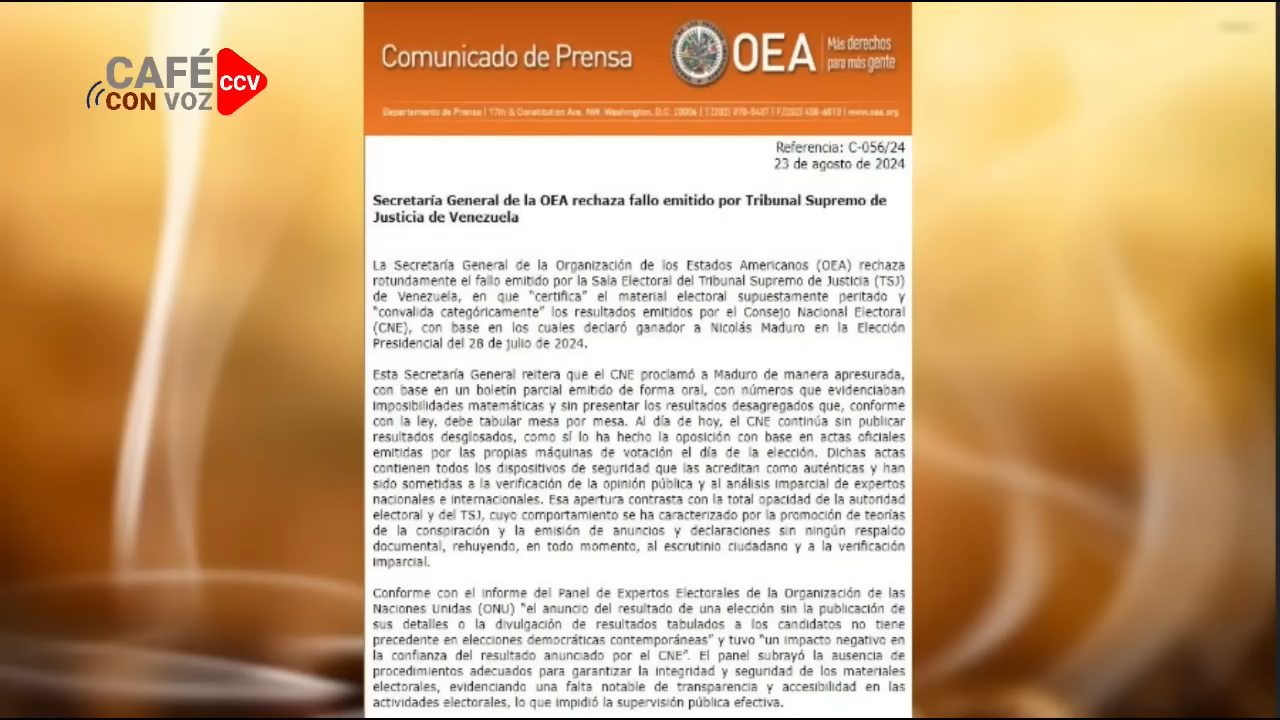 CAFÉ
CON VOZ
CCV
Comunicado de Prensa
OEA
Más derechos
para más gente
Departamento de Prensa | 17th & Constitution Ave. NW, Washington, D.C. 20006 | www.oas.org
Referencia: C-056/24
23 de agosto de 2024
Secretaría General de la OEA rechaza fallo emitido por Tribunal Supremo de
Justicia de Venezuela
La Secretaría General de la Organización de los Estados Americanos (OEA) rechaza
rotundamente el fallo emitido por la Sala Electoral del Tribunal Supremo de Justicia (TSJ)
de Venezuela, en que "certifica" el material electoral supuestamente peritado y
"convalida categóricamente" los resultados emitidos por el Consejo Nacional Electoral
(CNE), con base en los cuales declaró ganador a Nicolás Maduro en la Elección
Presidencial del 28 de julio de 2024.
Esta Secretaría General reitera que el CNE proclamó a Maduro de manera apresurada,
con base en un boletín parcial emitido de forma oral, con números que evidenciaban
imposibilidades matemáticas y sin presentar los resultados desagregados que, conforme
con la ley, debe tabular mesa por mesa. Al día de hoy, el CNE continúa sin publicar
resultados desglosados, como sí lo ha hecho la oposición con base en actas oficiales
emitidas por las propias máquinas de votación el día de la elección. Dichas actas
contienen todos los dispositivos de seguridad que las acreditan como auténticas y han
sido sometidas a la verificación de la opinión pública y al análisis imparcial de expertos
nacionales e internacionales. Esa apertura contrasta con la total opacidad de la autoridad
electoral y del TSJ, cuyo comportamiento se ha caracterizado por la promoción de teorías
de la conspiración y la emisión de anuncios y declaraciones sin ningún respaldo
documental, rehuyendo, en todo momento, al escrutinio ciudadano y a la verificación
imparcial.
Conforme con el informe del Panel de Expertos Electorales de la Organización de las
Naciones Unidas (ONU) "el anuncio del resultado de una elección sin la publicación de
sus detalles o la divulgación de resultados tabulados a los candidatos no tiene
precedente en elecciones democráticas contemporáneas" y tuvo "un impacto negativo en
la confianza del resultado anunciado por el CNE". El panel subrayó la ausencia de
procedimientos adecuados para garantizar la integridad y seguridad de los materiales
electorales, evidenciando una falta notable de transparencia y accesibilidad en las
actividades electorales, lo que impidió la supervisión pública efectiva.